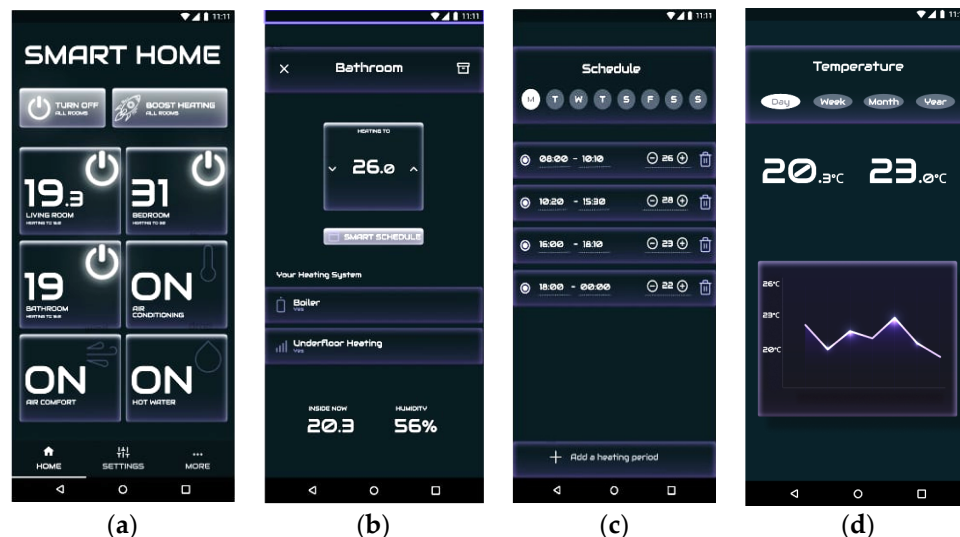 11:11
SMART HOME
TURN OFF
ALL ROOMS
BOOST HEATING
ALL ROOMS
19.3
LIVING ROOM
31
BEDROOM
19
BATHROOM
ON
AIR
CONDITIONING
ON
AIR COMFORT
ON
HOT WATER
HOME
SETTINGS
MORE
(a)
11:11
Bathroom
HEATING TO
26.0
SMART SCHEDULE
Your Heating System
Boiler
Yes
Underfloor Heating
Yes
INSIDE NOW
HUMIDITY
20.3
56%
(b)
11:11
Schedule
M T W T S F S S
08:00 - 10:10 26
10:20 - 15:30 28
16:00 - 18:10 23
18:00 - 00:00 22
Add a heating period
(c)
11:11
Temperature
Day Week Month Year
20.3°C 23.0°C
26°C
23°C
20°C
(d)